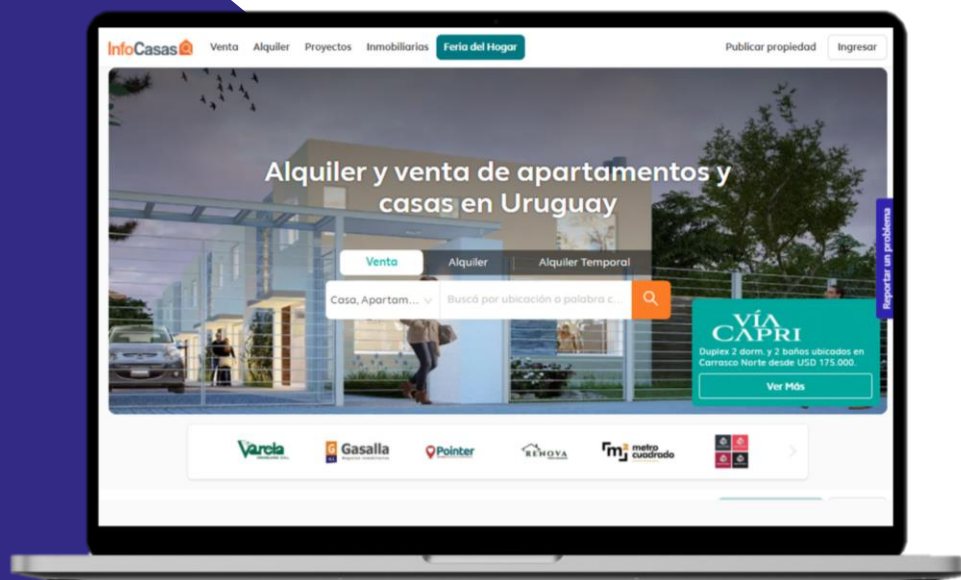 InfoCasas
Venta Alquiler Proyectos Inmobiliarias Feria del Hogar Publicar propiedad Ingresar
Alquiler y venta de apartamentos y
casas en Uruguay
Venta Alquiler Alquiler Temporal
Casa, Apartam... Buscá por ubicación o palabra c...
Reportar un problema
VÍA
CAPRI
Duplex 2 dorm. y 2 baños ubicados en
Carrasco Norte desde USD 175.000.
Ver Más
Varela Gasalla Pointer RENOVA metro
cuadrado